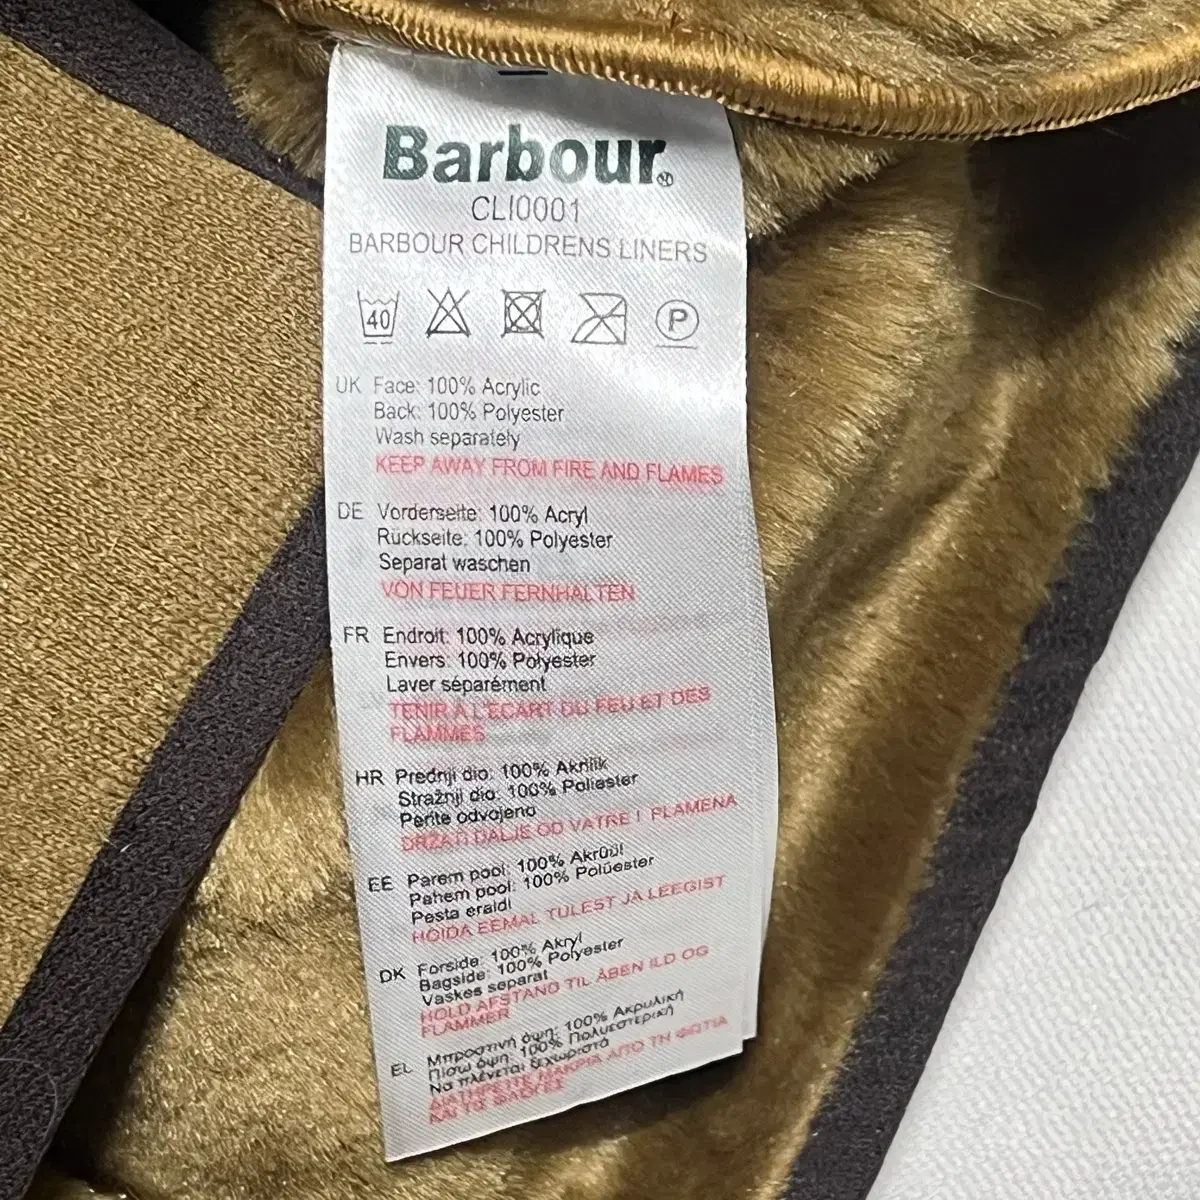 Barbour®
CLI0001
BARBOUR CHILDRENS LINERS
40
P
UK Face: 100% Acrylic
Back: 100% Polyester
Wash separately
KEEP AWAY FROM FIRE AND FLAMES
DE Vorderseite: 100% Acryl
Rückseite: 100% Polyester
Separat waschen
VON FEUER FERNHALTEN
FR Endroit: 100% Acrylique
Envers: 100% Polyester
Laver séparément
TENIR A L'ECART DU FEU ET DES
FLAMMES
HR Prednji dio: 100% Akrilik
Stražnji dio: 100% Poliester
Perite odvojeno
DRŽATI DALJE OD VATRE I PLAMENA
EE Parem pool: 100% Akrüül
Pahem pool: 100% Polüester
Pesta eraldi
HOIDA EEMAL TULEST JA LEEGIST
DK Forside: 100% Akryl
Bagside: 100% Polyester
Vaskes separat
HOLD AFSTAND TIL ÅBEN ILD OG
FLAMMER
EL Μπροστινή όψη: 100% Ακρυλική
Πίσω όψη: 100% Πολυεστερική
Να πλένεται ξεχωριστά
ΔΙΑΤΗΡΕΙΤΕ ΜΑΚΡΙΑ ΑΠΟ ΤΗ ΦΩΤΙΑ
ΚΑΙ ΤΙΣ ΦΛΟΓΕΣ